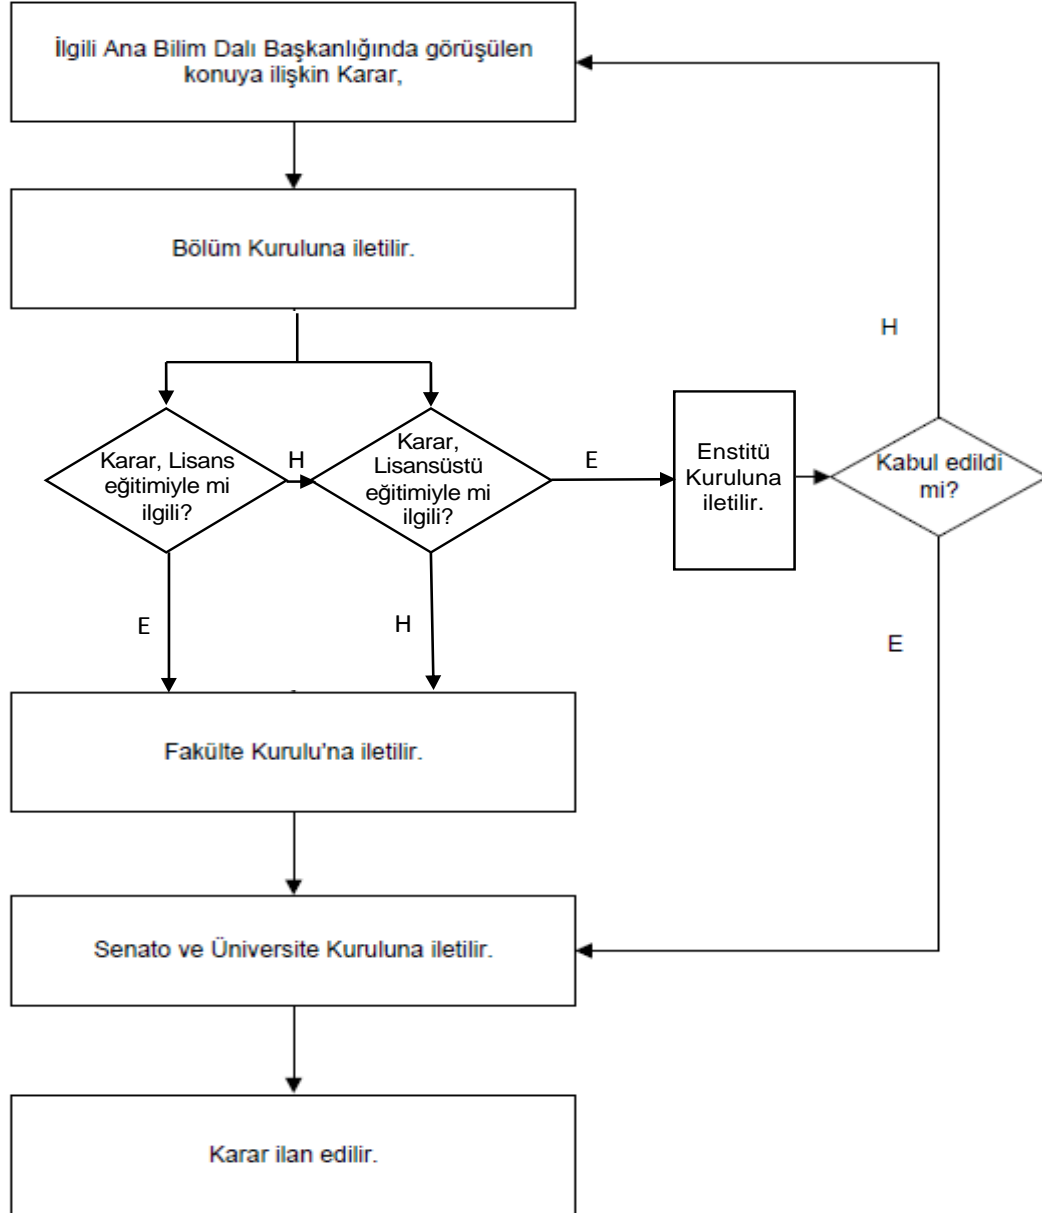 İlgili Ana Bilim Dalı Başkanlığında görüşülen
konuya ilişkin Karar,
Bölüm Kuruluna iletilir.
H
Karar, Lisans
eğitimiyle mi
ilgili?
H
Karar,
Lisansüstü
eğitimiyle mi
ilgili?
E
Enstitü
Kuruluna
iletilir.
Kabul edildi
mi?
E
H
E
Fakülte Kurulu'na iletilir.
Senato ve Üniversite Kuruluna iletilir.
Karar ilan edilir.